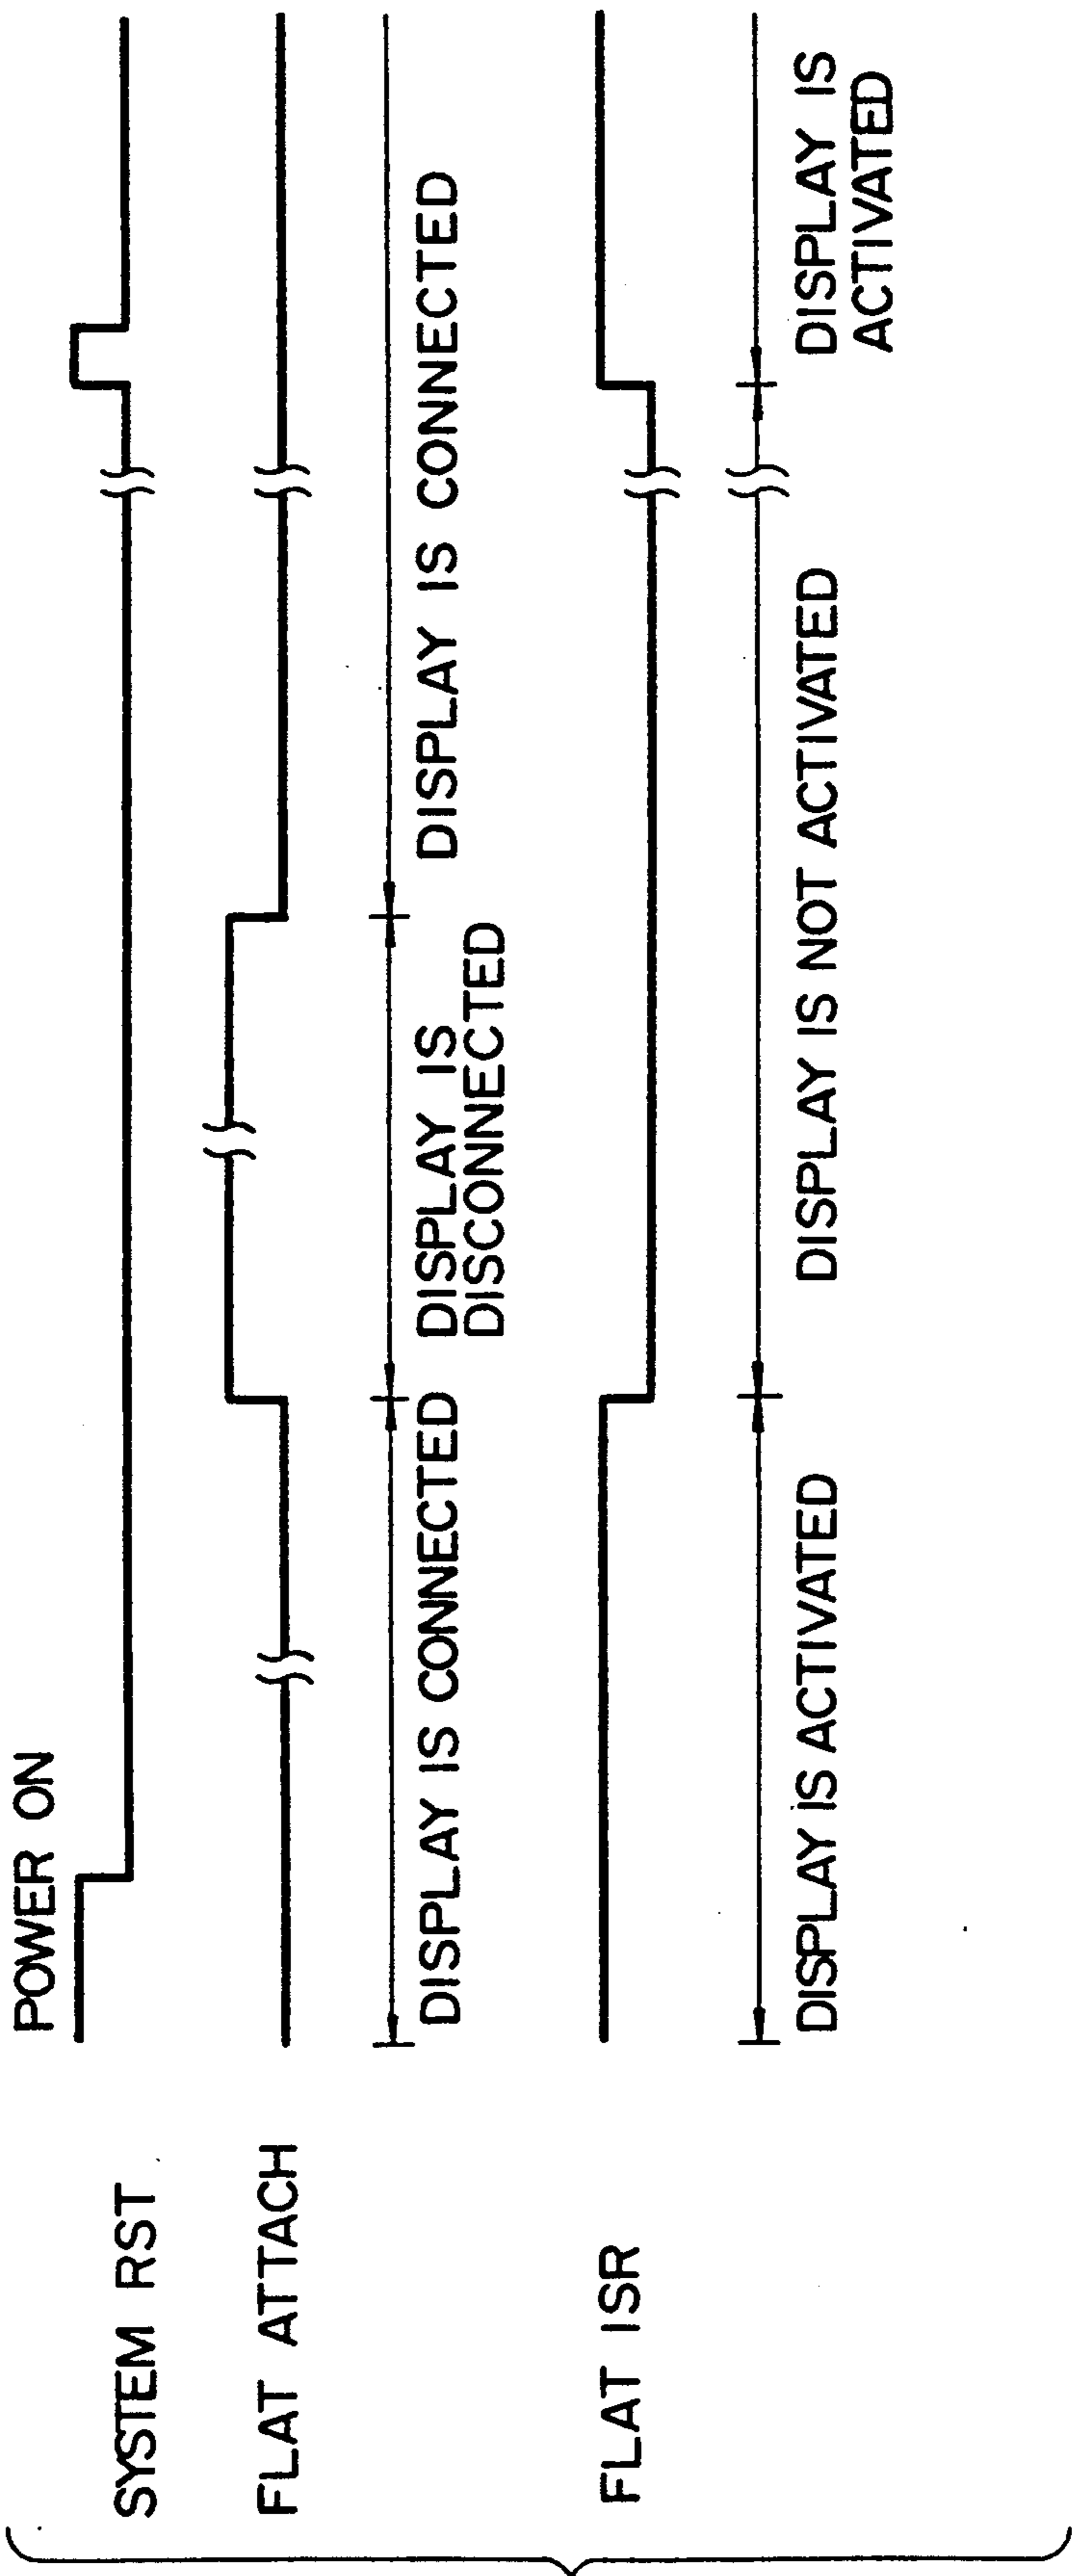 POWER ON
SYSTEM RST
FLAT ATTACH
DISPLAY IS CONNECTED
DISPLAY IS
DISCONNECTED
DISPLAY IS CONNECTED
FLAT ISR
DISPLAY IS ACTIVATED
DISPLAY IS NOT ACTIVATED
DISPLAY IS
ACTIVATED